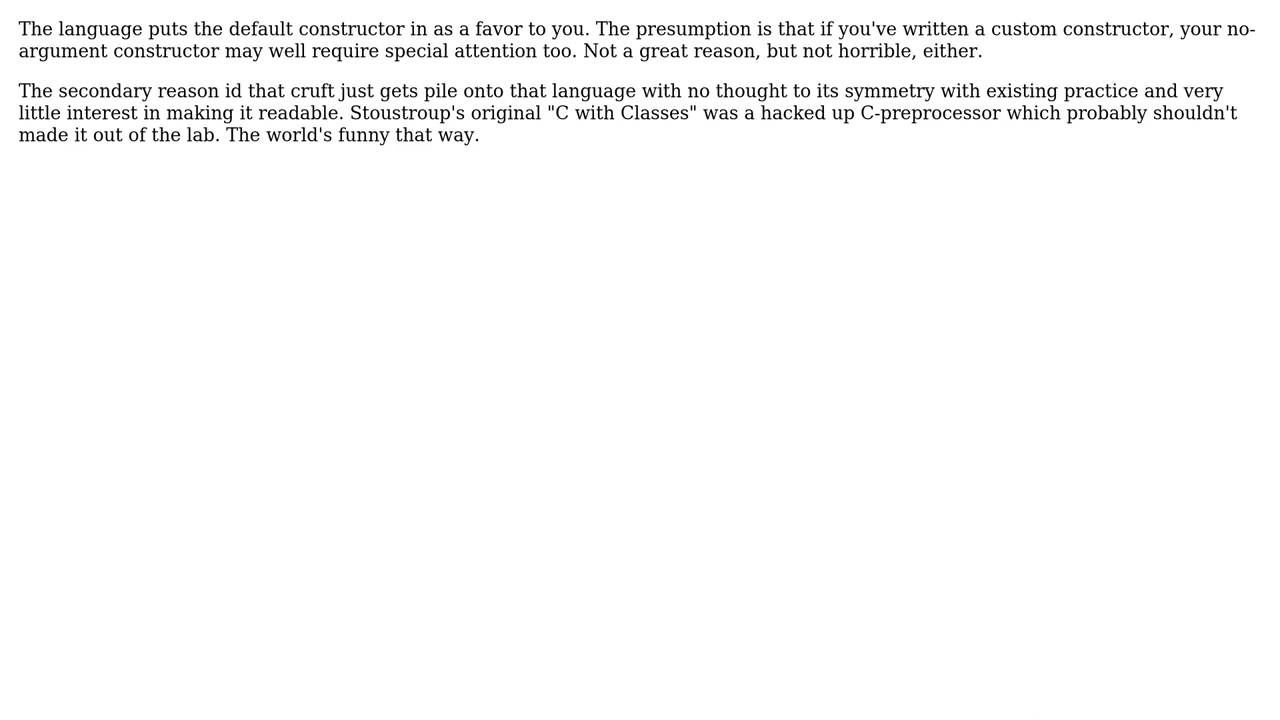 The language puts the default constructor in as a favor to you. The presumption is that if you've written a custom constructor, your no-
argument constructor may well require special attention too. Not a great reason, but not horrible, either.
The secondary reason id that cruft just gets pile onto that language with no thought to its symmetry with existing practice and very
little interest in making it readable. Stoustroup's original "C with Classes" was a hacked up C-preprocessor which probably shouldn't
made it out of the lab. The world's funny that way.